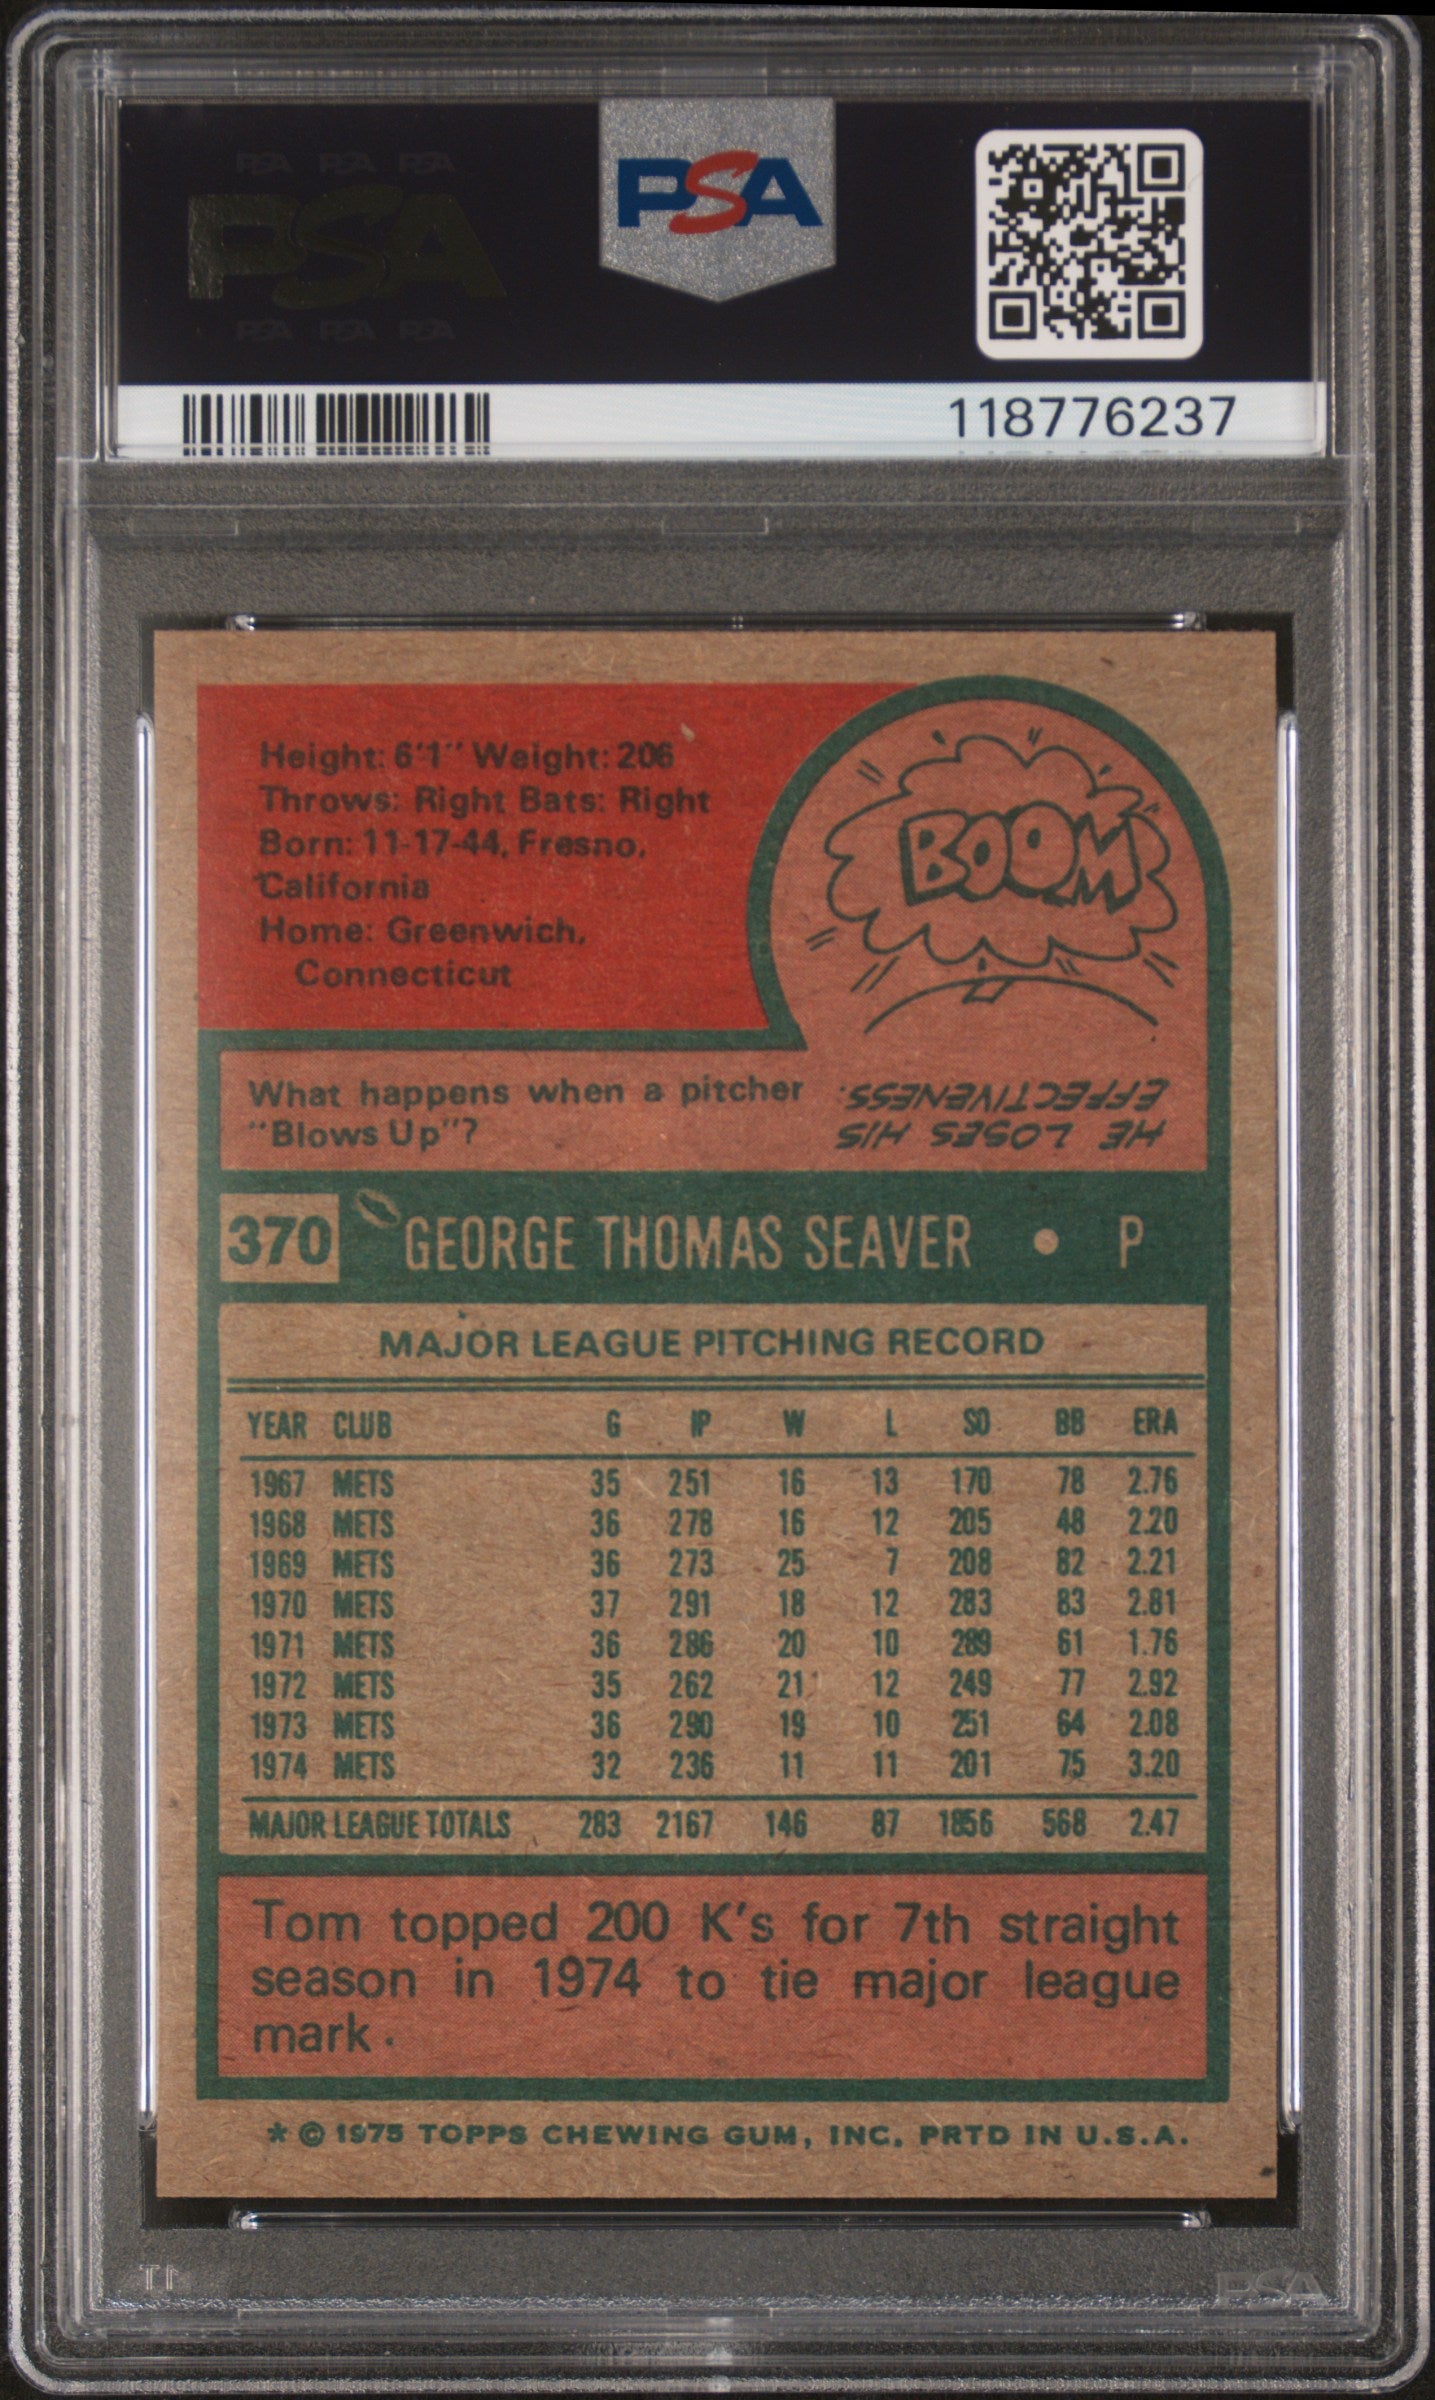 PSA PSA PSA
PSA
PSA PSA PSA
PSA
118776237
Height: 6'1" Weight: 206
Throws: Right Bats: Right
Born: 11-17-44, Fresno,
California
Home: Greenwich,
Connecticut
BOOM
What happens when a pitcher
"Blows Up"?
HE LOSES HIS
EFFECTIVENESS.
370 GEORGE THOMAS SEAVER • P
MAJOR LEAGUE PITCHING RECORD
YEAR CLUB G IP W L SO BB ERA
1967 METS 35 251 16 13 170 78 2.76
1968 METS 36 278 16 12 205 48 2.20
1969 METS 36 273 25 7 208 82 2.21
1970 METS 37 291 18 12 283 83 2.81
1971 METS 36 286 20 10 289 61 1.76
1972 METS 35 262 21 12 249 77 2.92
1973 METS 36 290 19 10 251 64 2.08
1974 METS 32 236 11 11 201 75 3.20
MAJOR LEAGUE TOTALS 283 2167 146 87 1856 568 2.47
Tom topped 200 K's for 7th straight
season in 1974 to tie major league
mark.
* © 1975 TOPPS CHEWING GUM, INC. PRTD IN U.S.A.
PSA